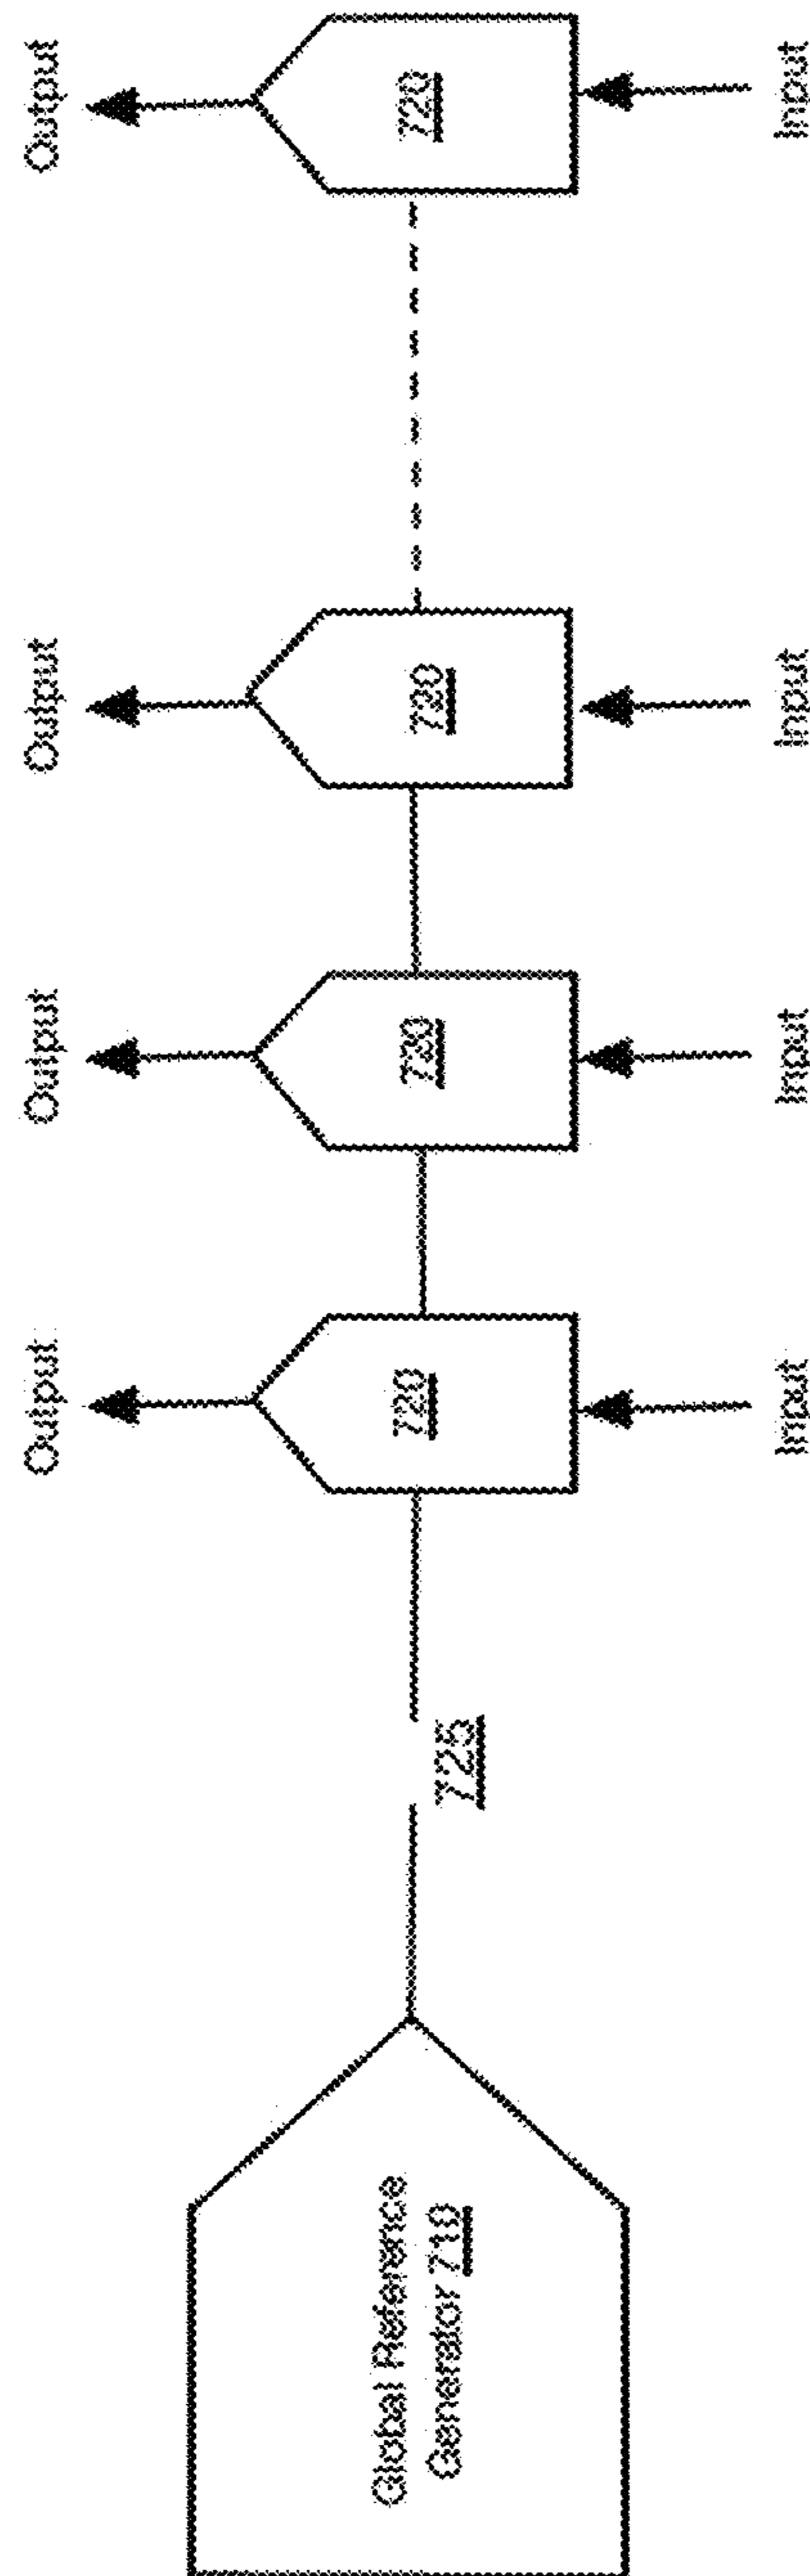 Output
Output
Output
Output
Global Reference
Generator 710
725
720
730
720
720
Input
Input
Input
Input